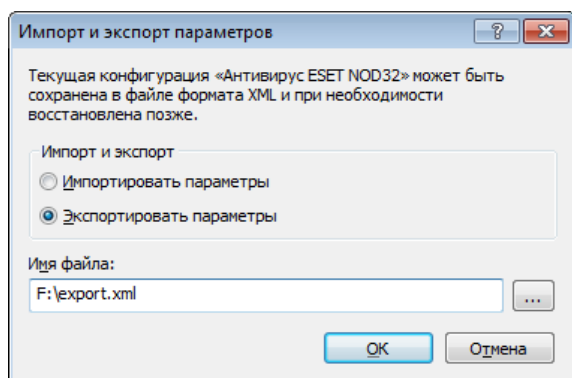 Импорт и экспорт параметров
Текущая конфигурация «Антивирус ESET NOD32» может быть
сохранена в файле формата XML и при необходимости
восстановлена позже.
Импорт и экспорт
Импортировать параметры
Экспортировать параметры
Имя файла:
F:\export.xml
...
OK
Отмена